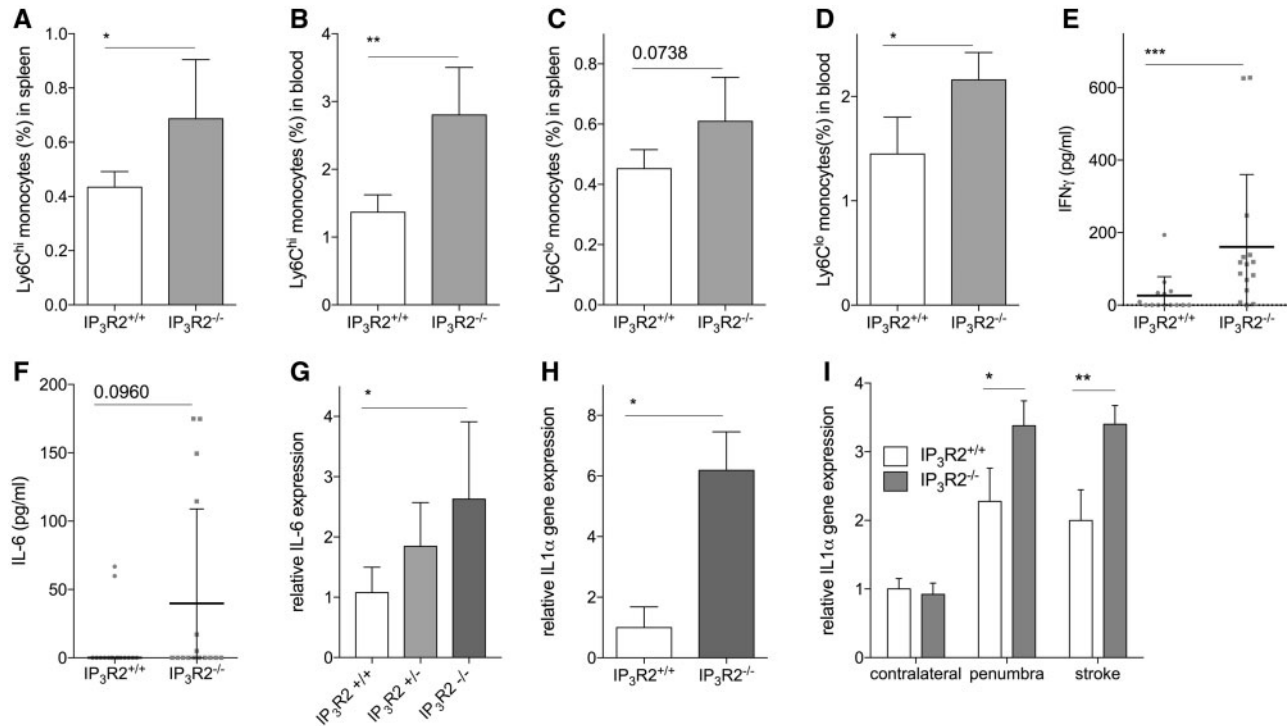 A
Ly6C^hi monocytes (%) in spleen
1.0
0.8
0.6
0.4
0.2
0.0
*
IP₃R2⁺/⁺
IP₃R2⁻/⁻
B
Ly6C^hi monocytes (%) in blood
4
3
2
1
0
**
IP₃R2⁺/⁺
IP₃R2⁻/⁻
C
Ly6C^lo monocytes (%) in spleen
0.8
0.6
0.4
0.2
0.0
0.0738
IP₃R2⁺/⁺
IP₃R2⁻/⁻
D
Ly6C^lo monocytes(%) in blood
2
1
0
*
IP₃R2⁺/⁺
IP₃R2⁻/⁻
E
IFNγ (pg/ml)
600
400
200
0
***
IP₃R2⁺/⁺
IP₃R2⁻/⁻
F
IL-6 (pg/ml)
200
150
100
50
0
0.0960
IP₃R2⁺/⁺
IP₃R2⁻/⁻
G
relative IL-6 expression
4
3
2
1
0
*
IP₃R2 ⁺/⁺
IP₃R2 ⁺/⁻
IP₃R2 ⁻/⁻
H
relative IL1α gene expression
8
6
4
2
0
*
IP₃R2⁺/⁺
IP₃R2⁻/⁻
I
relative IL1α gene expression
4
3
2
1
0
IP₃R2⁺/⁺
IP₃R2⁻/⁻
*
**
contralateral
penumbra
stroke